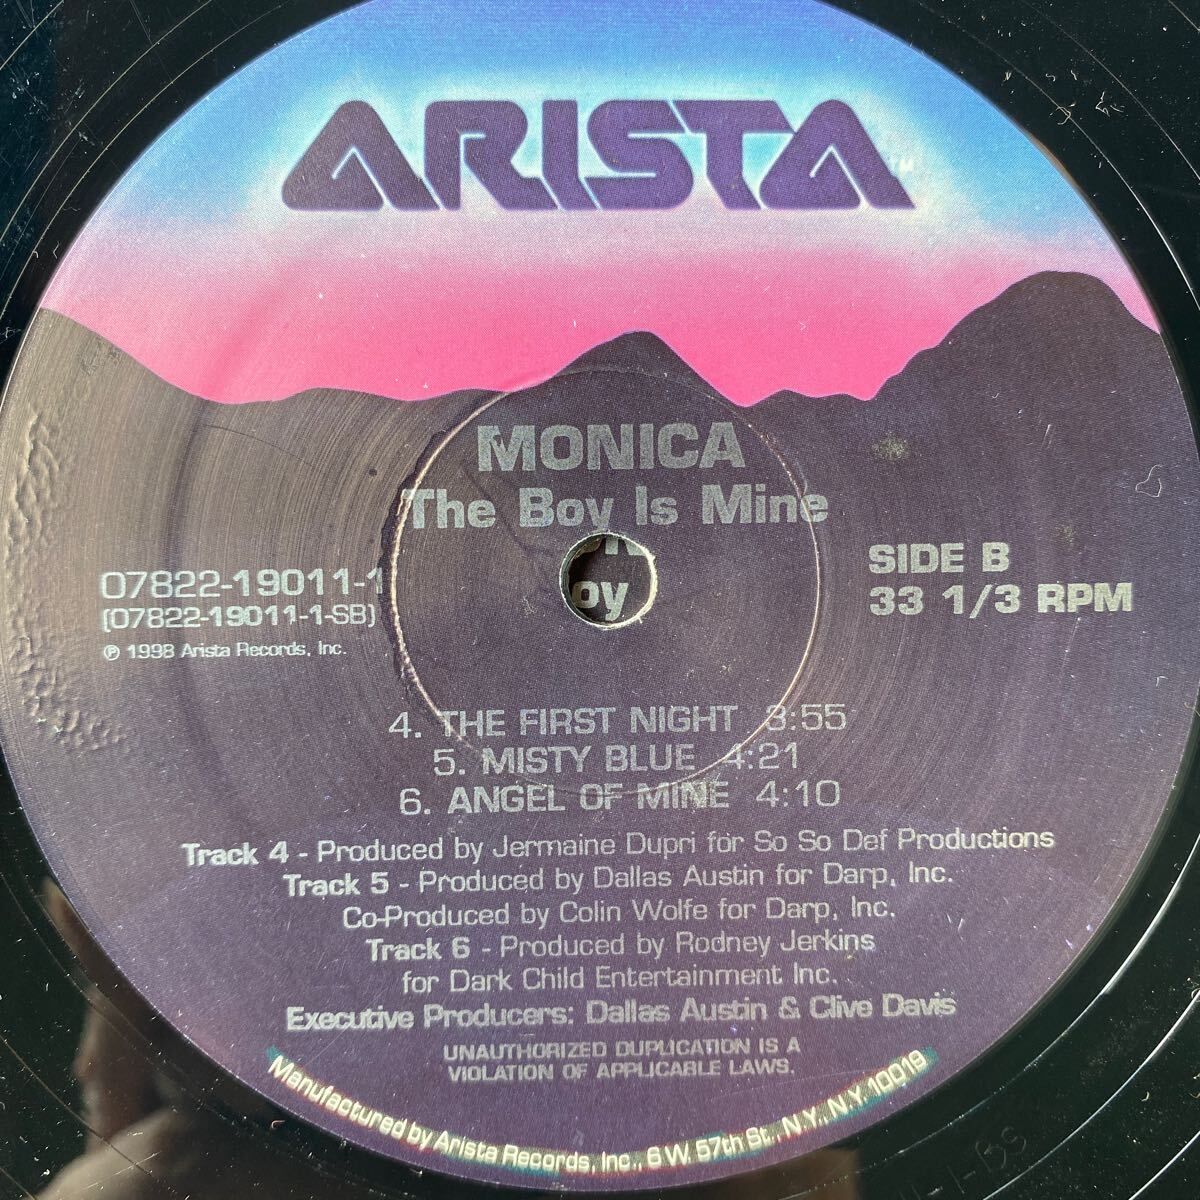 ARISTA
TM
MONICA
The Boy Is Mine
oy
07822-19011-1
(07822-19011-1-SB)
℗ 1998 Arista Records, Inc.
SIDE B
33 1/3 RPM
4. THE FIRST NIGHT 3:55
5. MISTY BLUE 4:21
6. ANGEL OF MINE 4:10
Track 4 - Produced by Jermaine Dupri for So So Def Productions
Track 5 - Produced by Dallas Austin for Darp, Inc.
Co-Produced by Colin Wolfe for Darp, Inc.
Track 6 - Produced by Rodney Jerkins
for Dark Child Entertainment Inc.
Executive Producers: Dallas Austin & Clive Davis
UNAUTHORIZED DUPLICATION IS A
VIOLATION OF APPLICABLE LAWS.
Manufactured by Arista Records, Inc., 6 W. 57th St., N.Y., N.Y. 10019